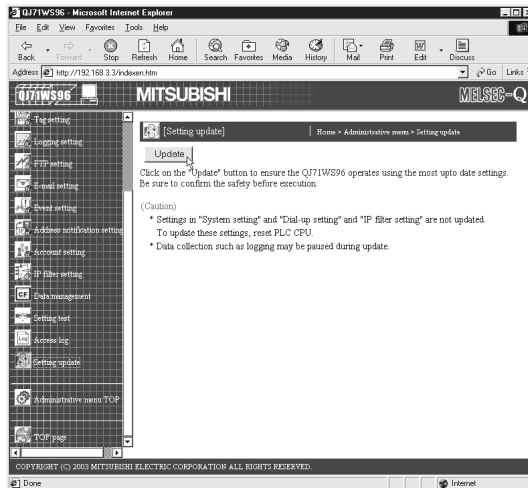 QJ71WS96 - Microsoft Internet Explorer
File Edit View Favorites Tools Help
Back Forward Stop Refresh Home Search Favorites Media History Mail Print Edit Discuss
Address http://192.168.3.3/indexen.htm Go Links
QJ71WS96 MITSUBISHI MELSEC-Q
Tag setting
Logging setting
FTP setting
E-mail setting
Event setting
Address notification setting
Account setting
IP filter setting
CF Data management
Setting test
Log Access log
Setting update
Administrative menu TOP
TOP page
[Setting update] Home > Administrative menu > Setting update
Update
Click on the "Update" button to ensure the QJ71WS96 operates using the most upto date settings.
Be sure to confirm the safety before execution.
(Caution)
* Settings in "System setting" and "Dial-up setting" and "IP filter setting" are not updated.
To update these settings, reset PLC CPU.
* Data collection such as logging may be paused during update.
COPYRIGHT (C) 2003 MITSUBISHI ELECTRIC CORPORATION ALL RIGHTS RESERVED.
Done Internet